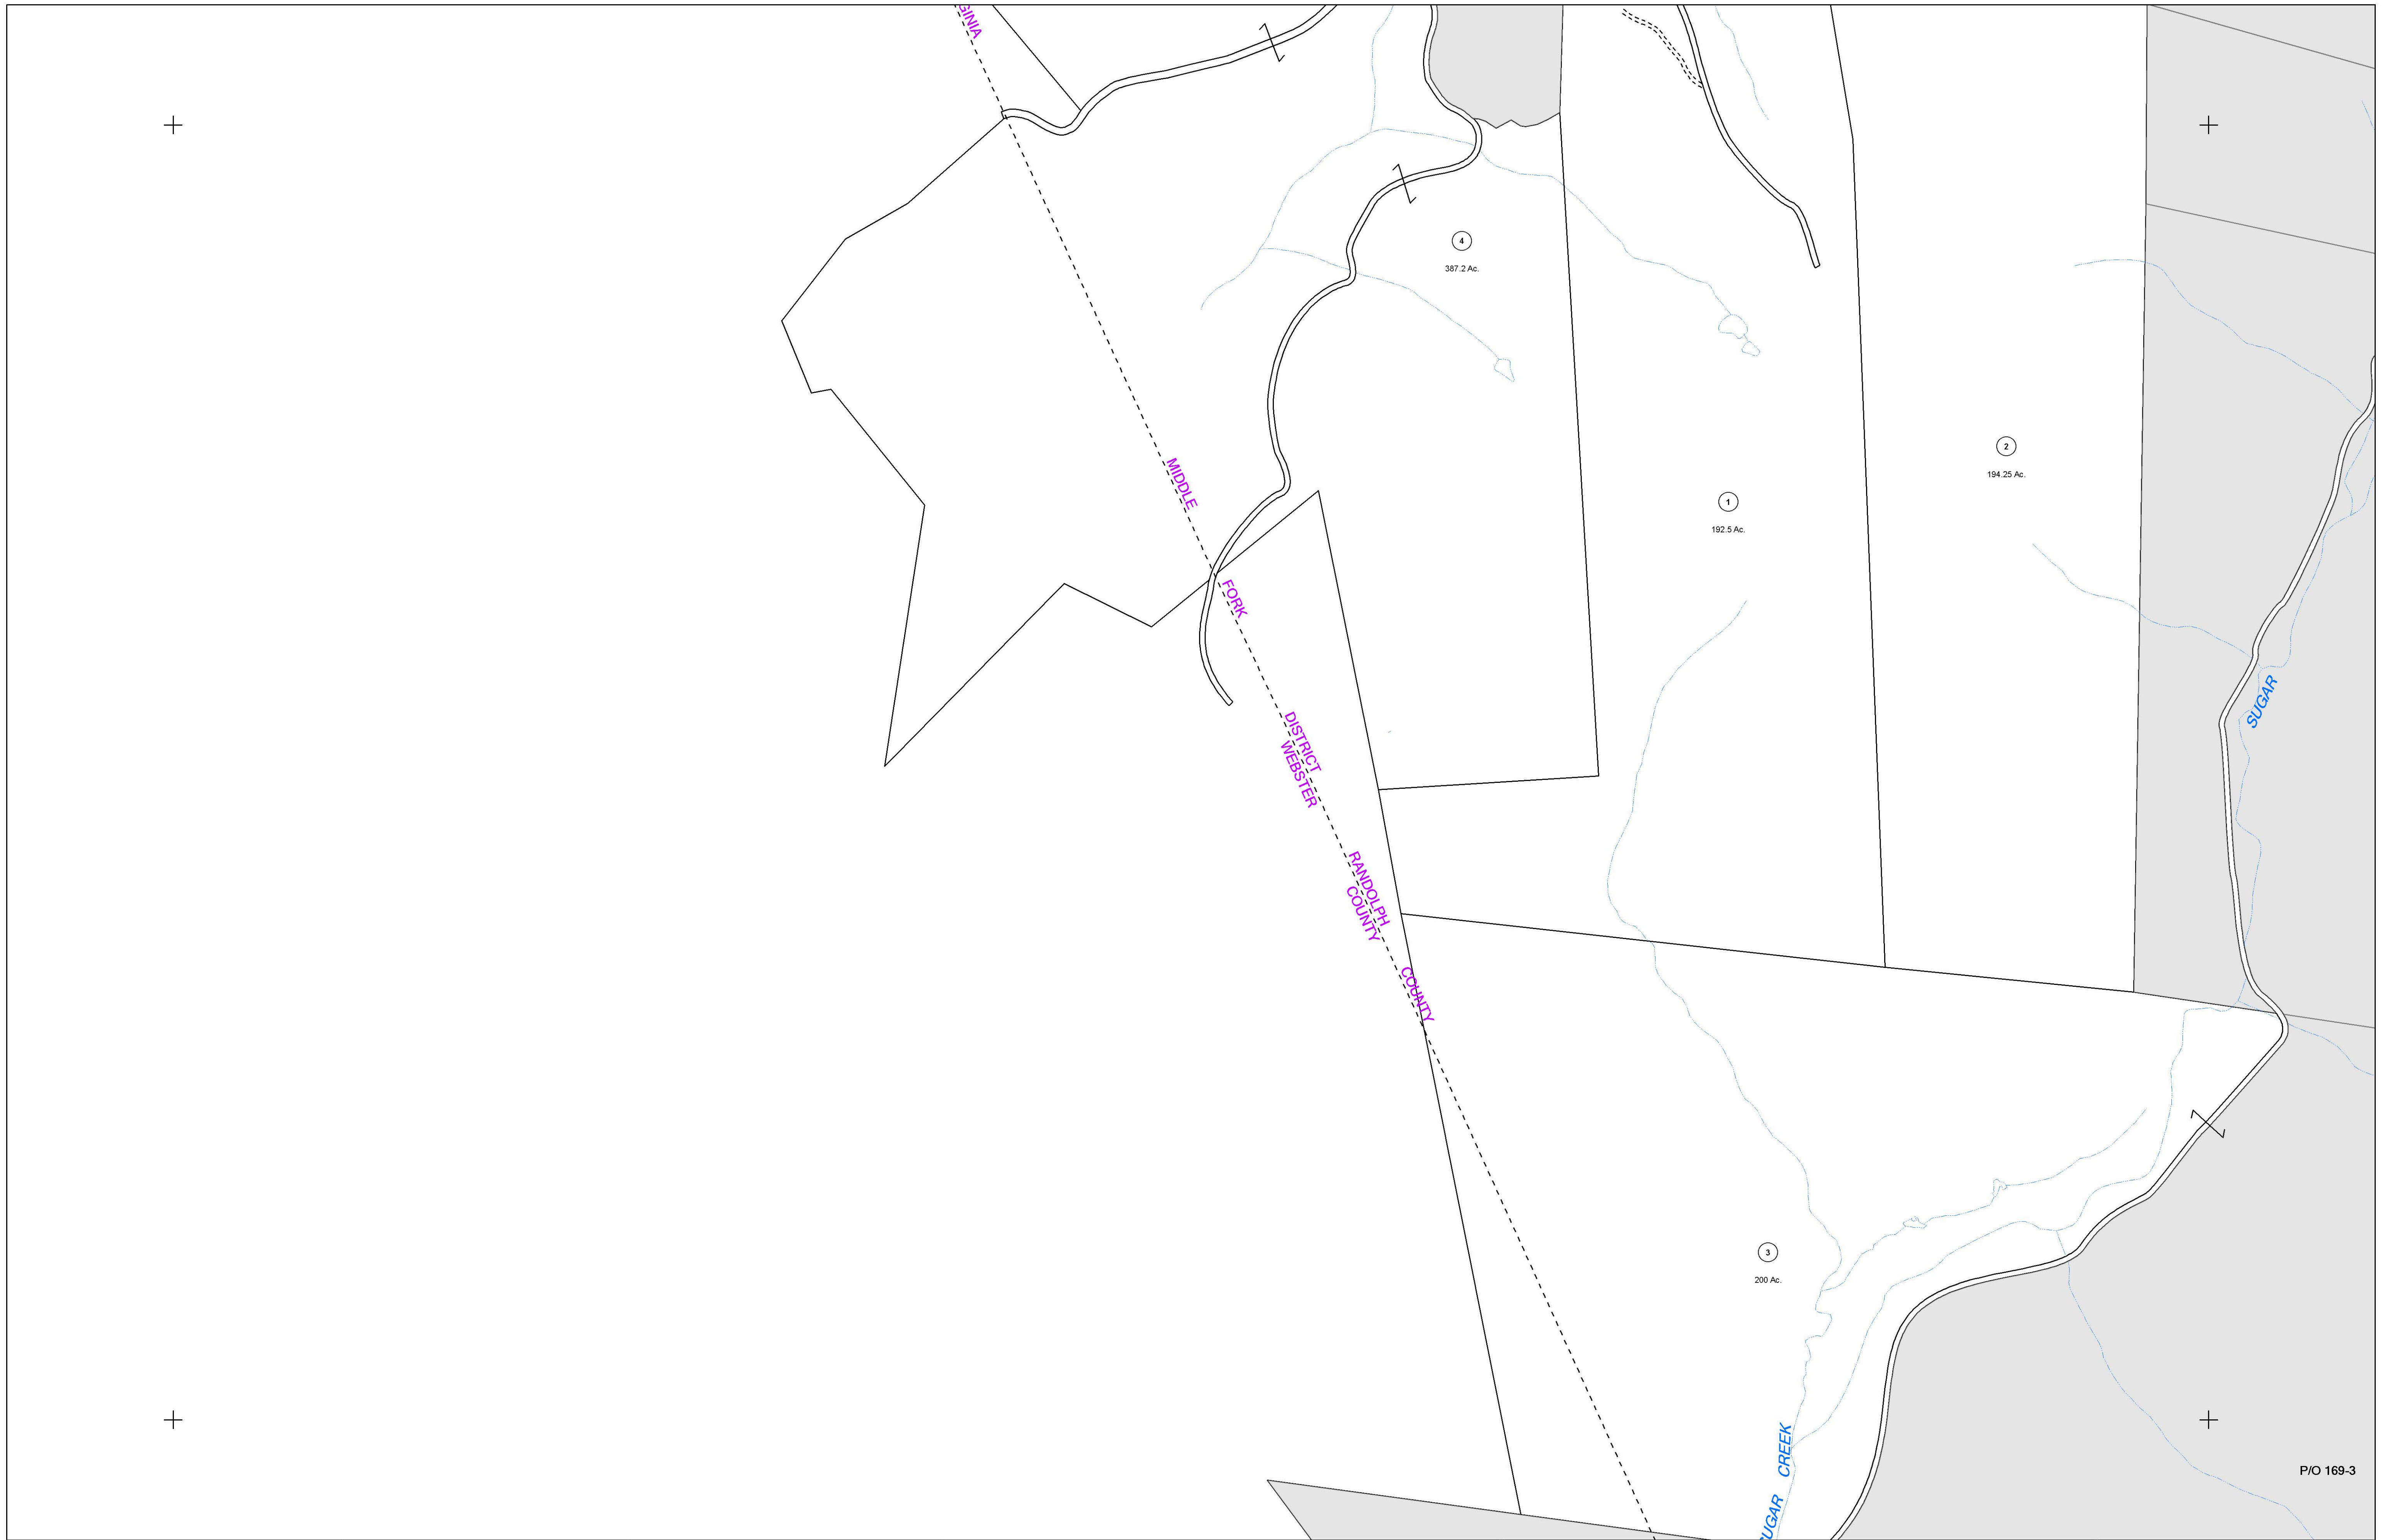 GINIA
4
387.2 Ac.
2
194.25 Ac.
MIDDLE
1
192.5 Ac.
FORK
SUGAR
DISTRICT
WEBSTER
RANDOLPH
COUNTY
COUNTY
3
200 Ac.
SUGAR CREEK
P/O 169-3